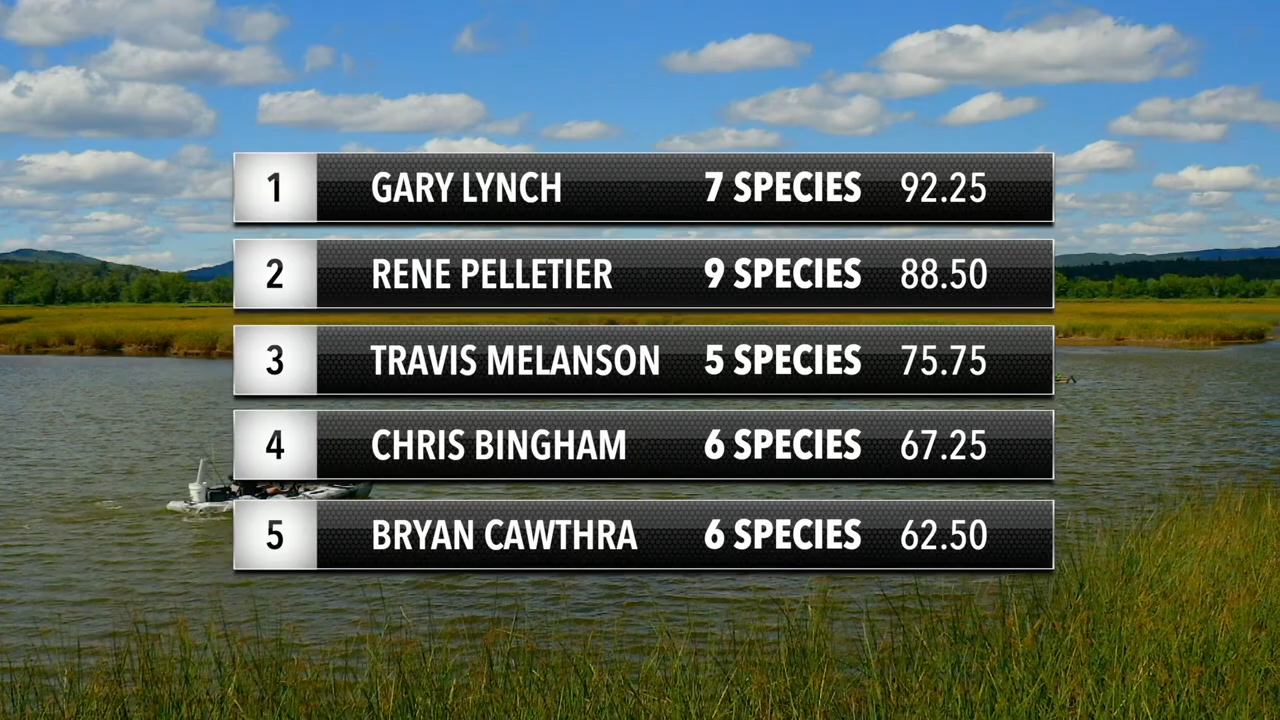 1 GARY LYNCH 7 SPECIES 92.25
2 RENE PELLETIER 9 SPECIES 88.50
3 TRAVIS MELANSON 5 SPECIES 75.75
4 CHRIS BINGHAM 6 SPECIES 67.25
5 BRYAN CAWTHRA 6 SPECIES 62.50